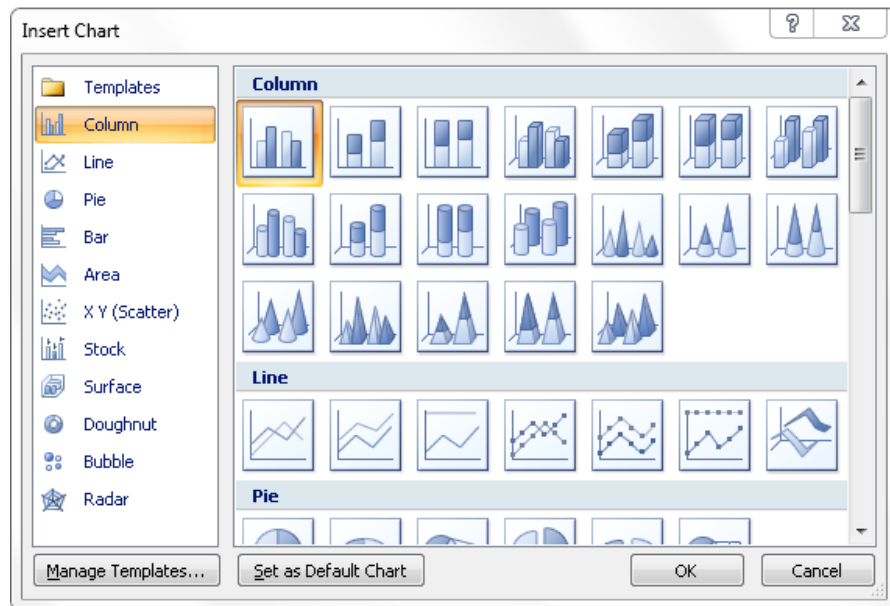 Insert Chart
Templates
Column
Line
Pie
Bar
Area
X Y (Scatter)
Stock
Surface
Doughnut
Bubble
Radar
Column
Line
Pie
Manage Templates...
Set as Default Chart
OK
Cancel